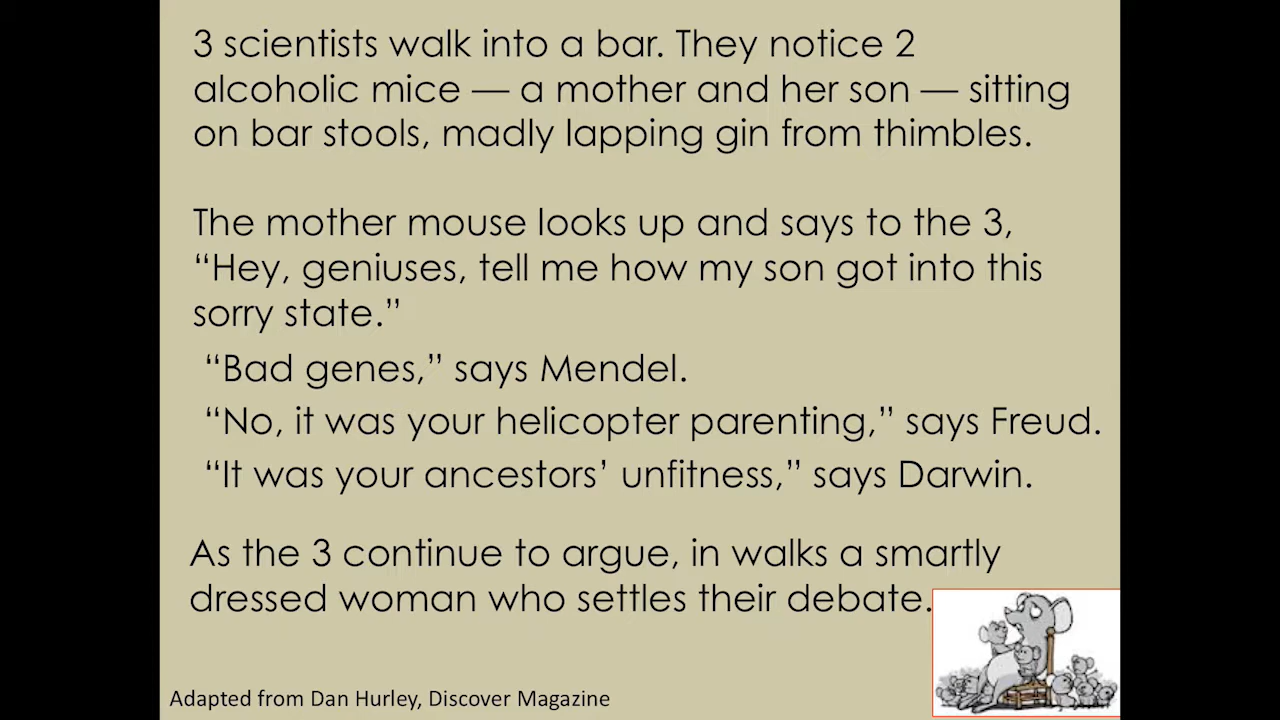 3 scientists walk into a bar. They notice 2
alcoholic mice — a mother and her son — sitting
on bar stools, madly lapping gin from thimbles.
The mother mouse looks up and says to the 3,
“Hey, geniuses, tell me how my son got into this
sorry state.”
“Bad genes,” says Mendel.
“No, it was your helicopter parenting,” says Freud.
“It was your ancestors’ unfitness,” says Darwin.
As the 3 continue to argue, in walks a smartly
dressed woman who settles their debate.
Adapted from Dan Hurley, Discover Magazine